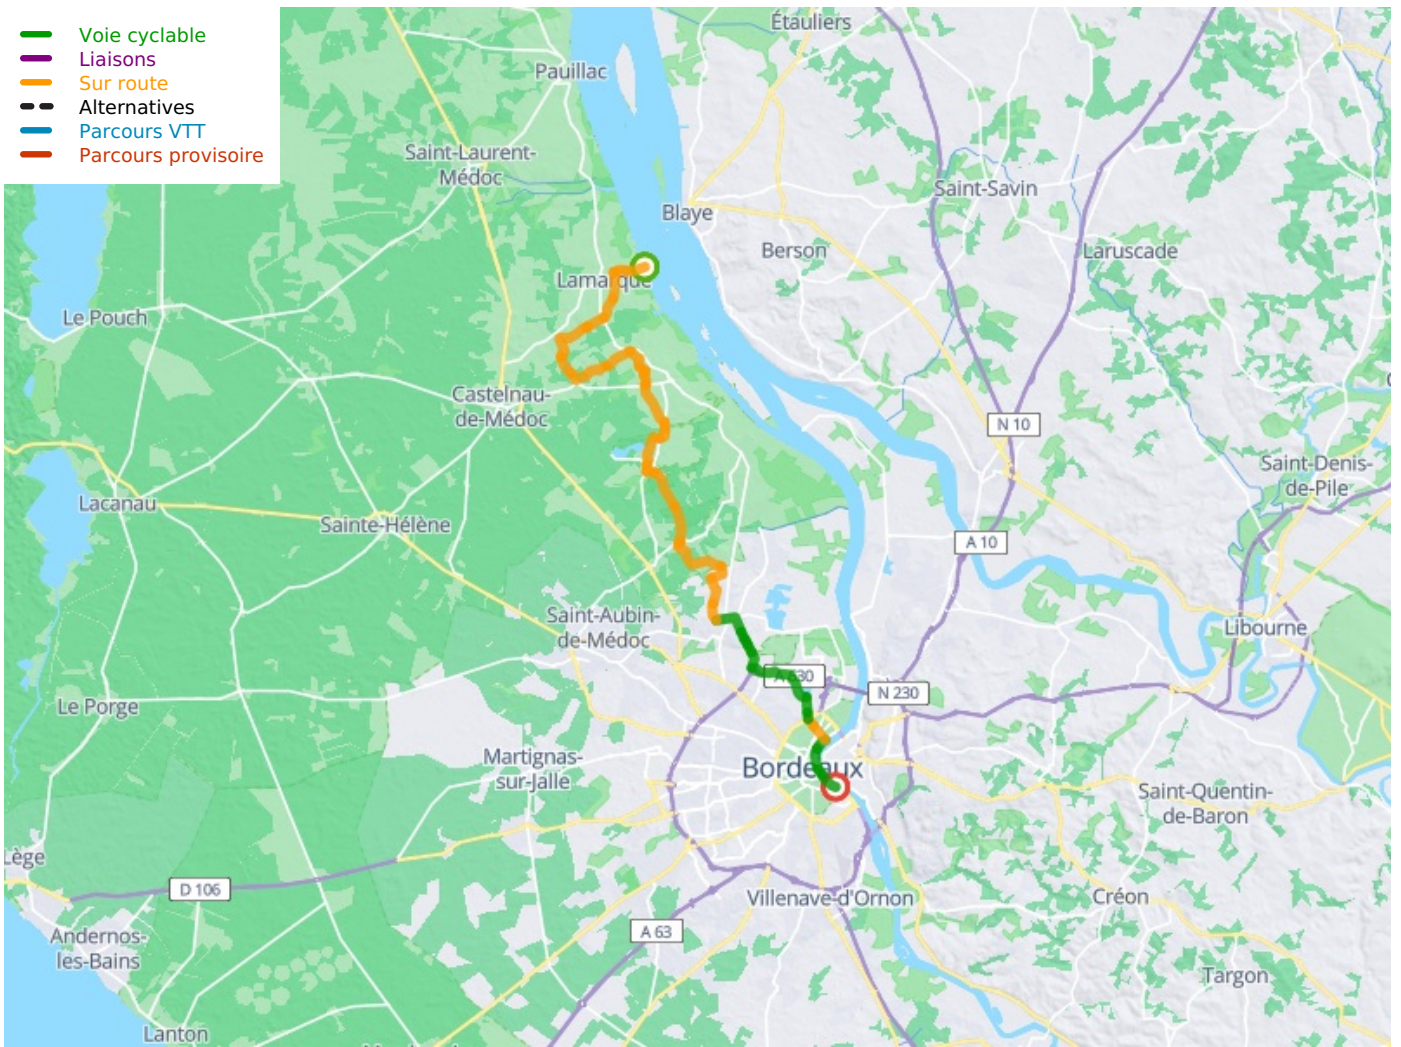 Voie cyclable
Liaisons
Sur route
Alternatives
Parcours VTT
Parcours provisoire
Étauliers
Pauillac
Saint-Laurent-
Médoc
Saint-Savin
Blaye
Berson
Laruscade
Lamarque
Le Pouch
Castelnau-
de-Médoc
N 10
Saint-Denis-
de-Pile
Lacanau
Sainte-Hélène
A 10
Saint-Aubin-
de-Médoc
Libourne
A 630
N 230
Le Porge
Martignas-
sur-Jalle
Bordeaux
Saint-Quentin-
de-Baron
Lège
D 106
Villenave-d'Ornon
Créon
A 63
Andernos-
les-Bains
Targon
Lanton